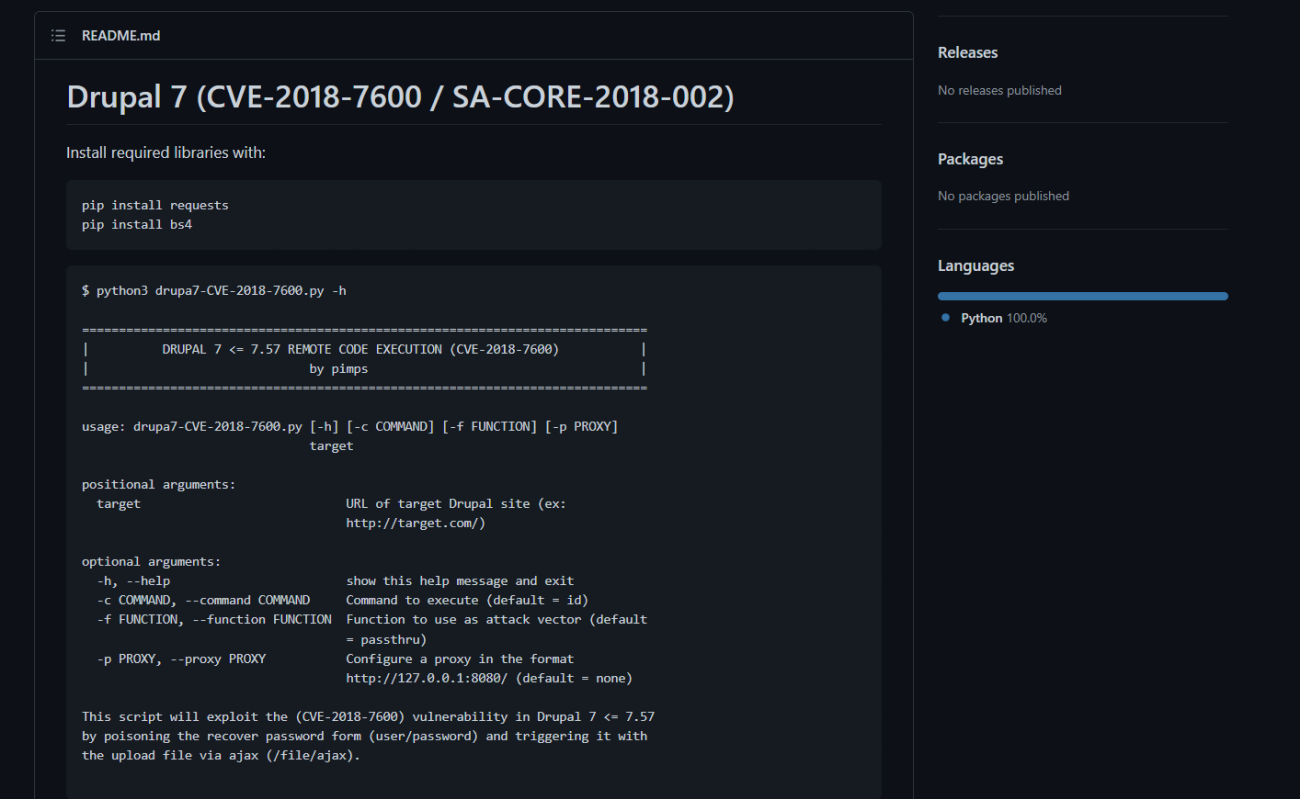 README.md
Drupal 7 (CVE-2018-7600 / SA-CORE-2018-002)
Install required libraries with:
pip install requests
pip install bs4
$ python3 drupa7-CVE-2018-7600.py -h
=============================================================================
|          DRUPAL 7 <= 7.57 REMOTE CODE EXECUTION (CVE-2018-7600)           |
|                              by pimps                                     |
=============================================================================
usage: drupa7-CVE-2018-7600.py [-h] [-c COMMAND] [-f FUNCTION] [-p PROXY]
                               target
positional arguments:
  target                            URL of target Drupal site (ex:
                                    http://target.com/)
optional arguments:
  -h, --help                        show this help message and exit
  -c COMMAND, --command COMMAND     Command to execute (default = id)
  -f FUNCTION, --function FUNCTION  Function to use as attack vector (default
                                    = passthru)
  -p PROXY, --proxy PROXY           Configure a proxy in the format
                                    http://127.0.0.1:8080/ (default = none)
This script will exploit the (CVE-2018-7600) vulnerability in Drupal 7 <= 7.57
by poisoning the recover password form (user/password) and triggering it with
the upload file via ajax (/file/ajax).
Releases
No releases published
Packages
No packages published
Languages
Python 100.0%